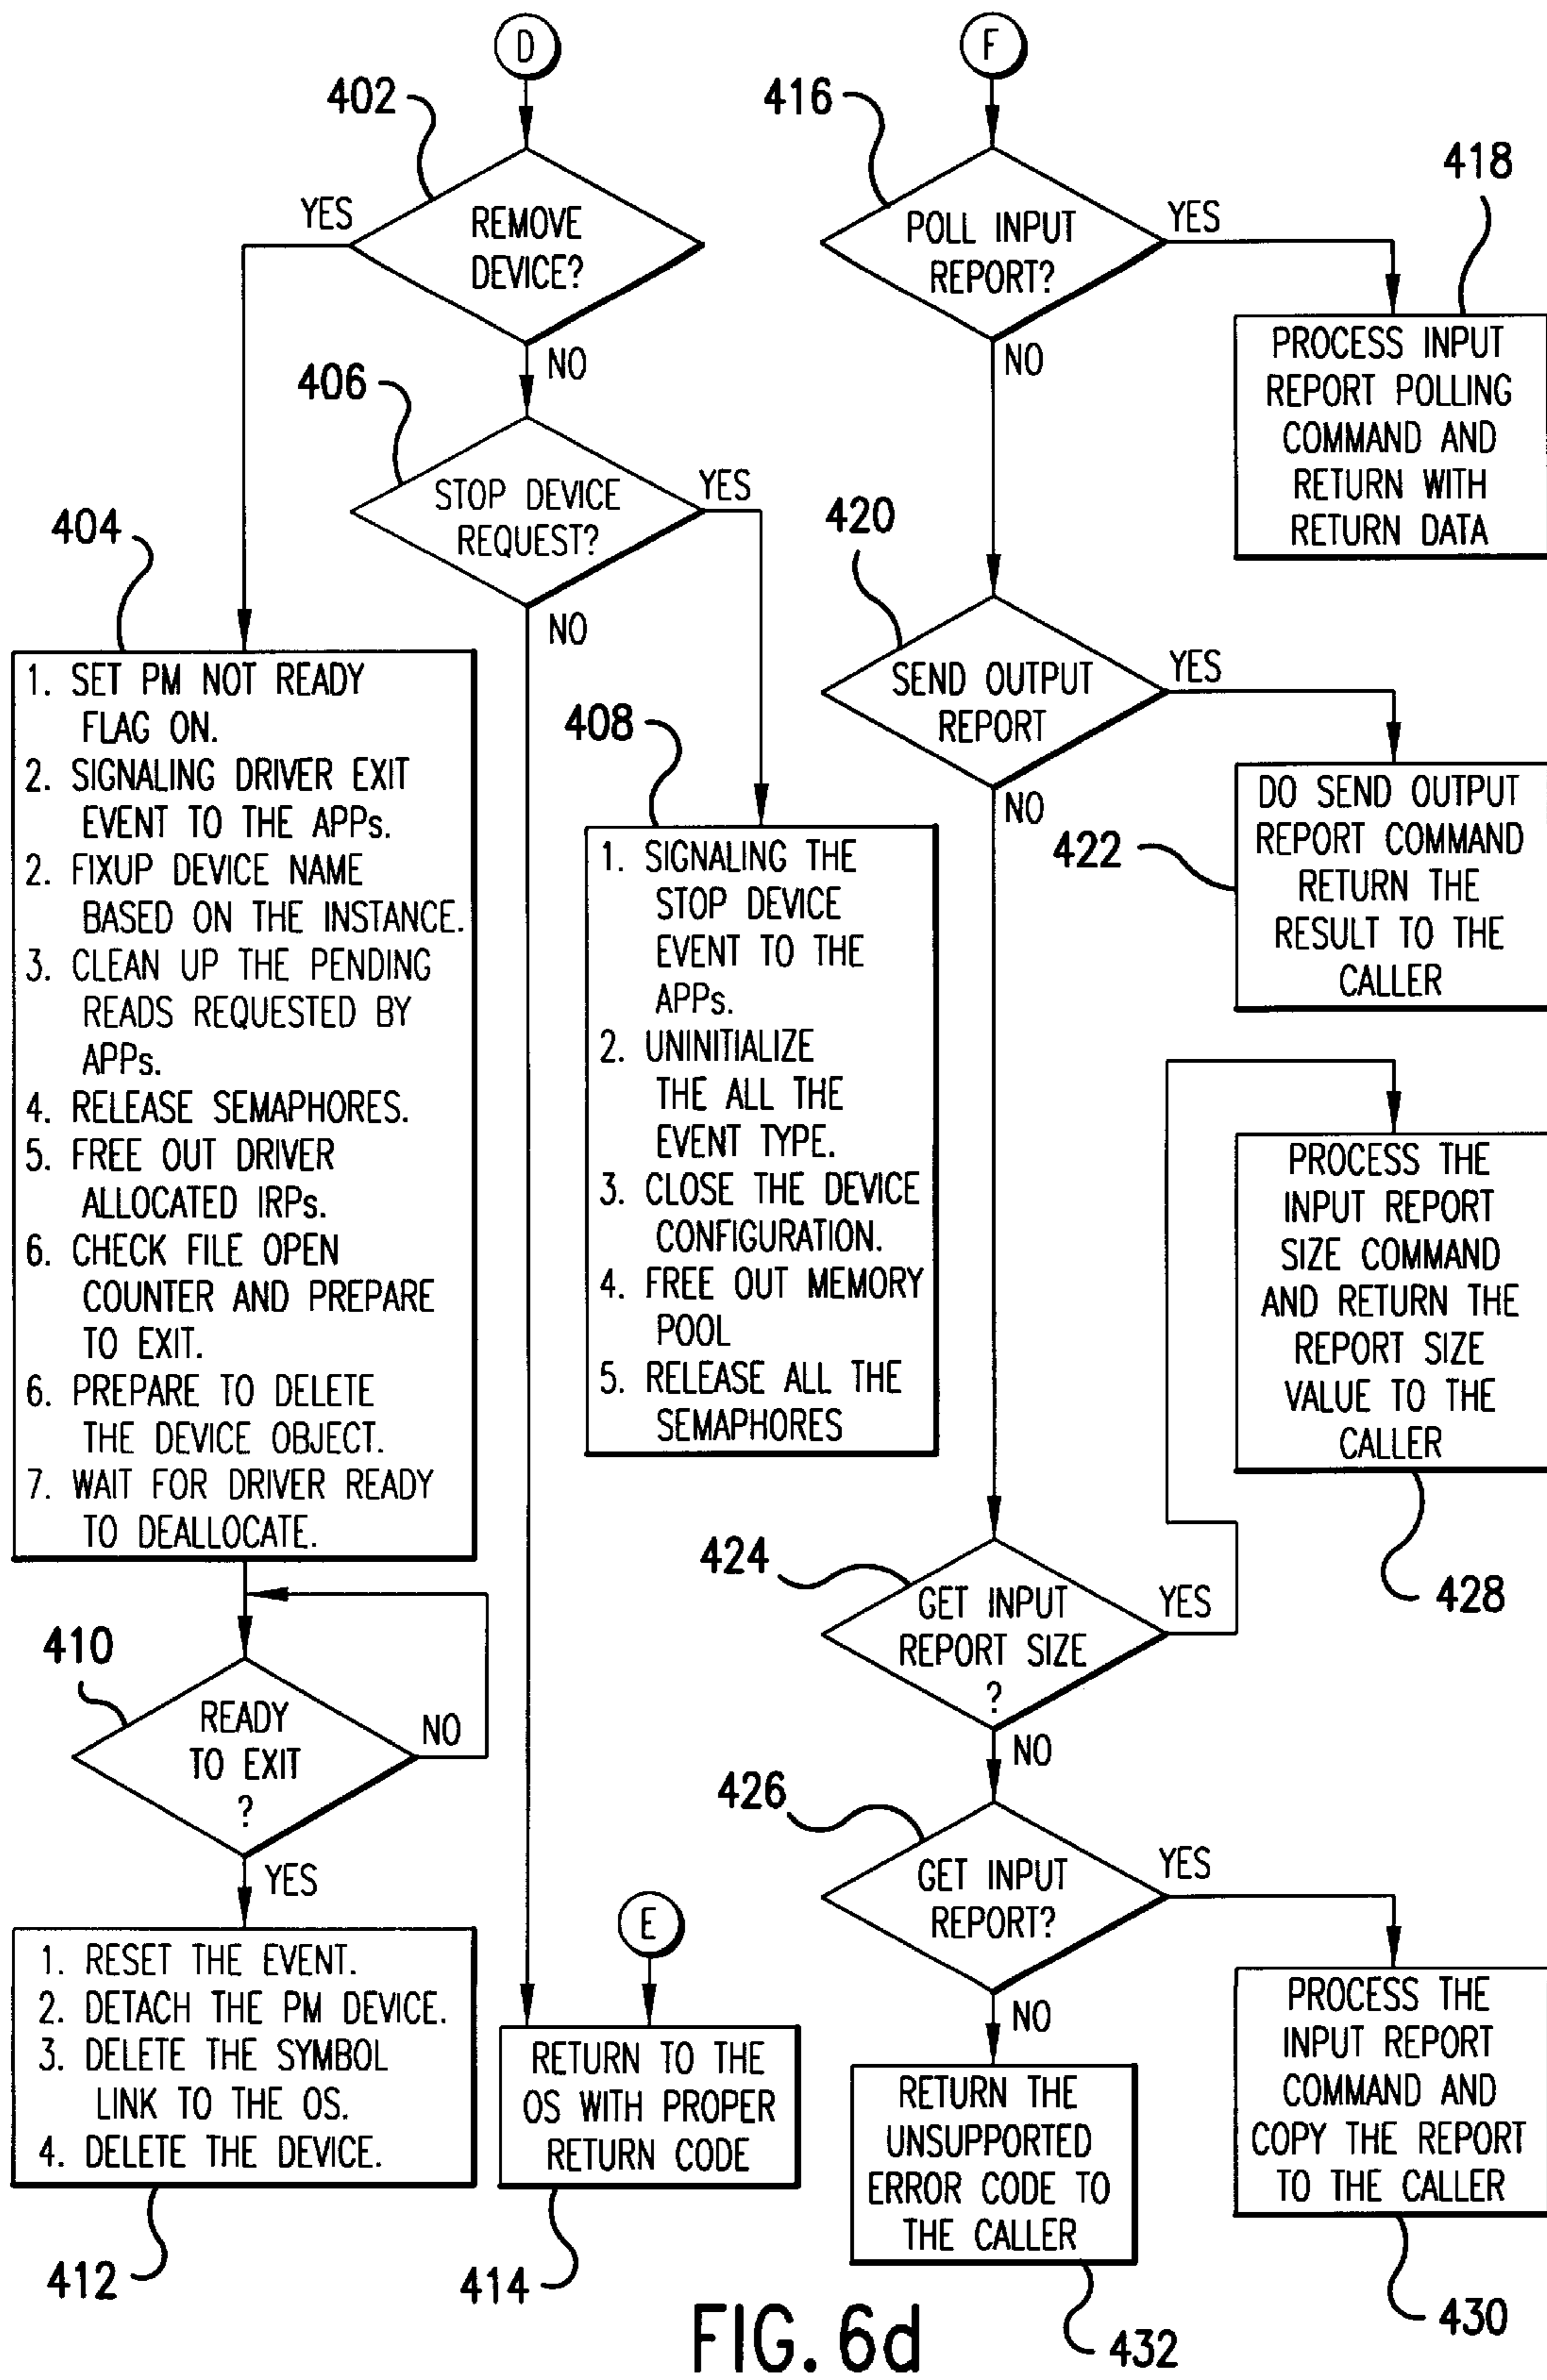 D
402
YES
REMOVE
DEVICE?
NO
406
STOP DEVICE
REQUEST?
YES
NO
404
1. SET PM NOT READY
FLAG ON.
2. SIGNALING DRIVER EXIT
EVENT TO THE APPs.
2. FIXUP DEVICE NAME
BASED ON THE INSTANCE.
3. CLEAN UP THE PENDING
READS REQUESTED BY
APPs.
4. RELEASE SEMAPHORES.
5. FREE OUT DRIVER
ALLOCATED IRPs.
6. CHECK FILE OPEN
COUNTER AND PREPARE
TO EXIT.
6. PREPARE TO DELETE
THE DEVICE OBJECT.
7. WAIT FOR DRIVER READY
TO DEALLOCATE.
408
1. SIGNALING THE
STOP DEVICE
EVENT TO THE
APPs.
2. UNINITIALIZE
THE ALL THE
EVENT TYPE.
3. CLOSE THE DEVICE
CONFIGURATION.
4. FREE OUT MEMORY
POOL
5. RELEASE ALL THE
SEMAPHORES
410
READY
TO EXIT
?
NO
YES
1. RESET THE EVENT.
2. DETACH THE PM DEVICE.
3. DELETE THE SYMBOL
LINK TO THE OS.
4. DELETE THE DEVICE.
412
E
RETURN TO THE
OS WITH PROPER
RETURN CODE
414
F
416
POLL INPUT
REPORT?
YES
NO
418
PROCESS INPUT
REPORT POLLING
COMMAND AND
RETURN WITH
RETURN DATA
420
SEND OUTPUT
REPORT
YES
NO
422
DO SEND OUTPUT
REPORT COMMAND
RETURN THE
RESULT TO THE
CALLER
PROCESS THE
INPUT REPORT
SIZE COMMAND
AND RETURN THE
REPORT SIZE
VALUE TO THE
CALLER
428
424
GET INPUT
REPORT SIZE
?
YES
NO
426
GET INPUT
REPORT?
YES
NO
PROCESS THE
INPUT REPORT
COMMAND AND
COPY THE REPORT
TO THE CALLER
430
RETURN THE
UNSUPPORTED
ERROR CODE TO
THE CALLER
432
FIG. 6d